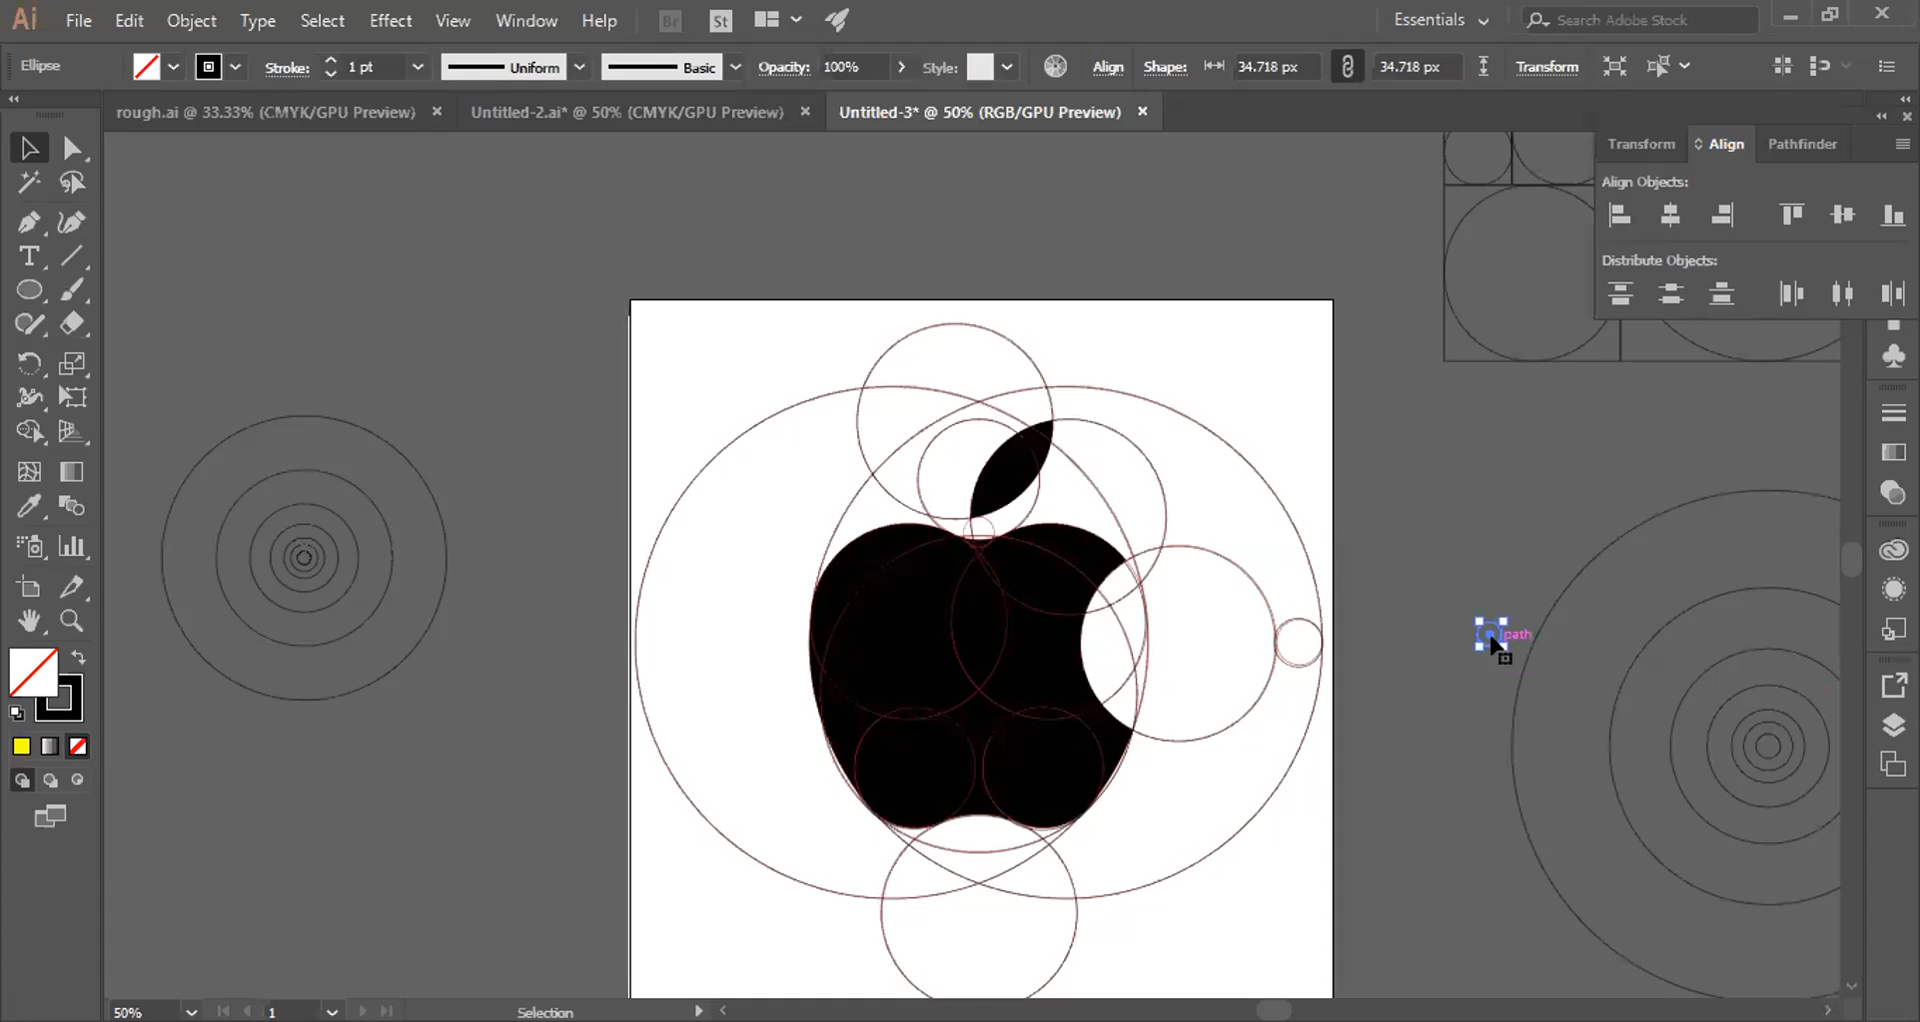 Ai File Edit Object Type Select Effect View Window Help Br St Essentials Search Adobe Stock
Ellipse Stroke: 1 pt Uniform Basic Opacity: 100% Style: Align Shape: 34.718 px 34.718 px Transform
rough.ai @ 33.33% (CMYK/GPU Preview) Untitled-2.ai* @ 50% (CMYK/GPU Preview) Untitled-3* @ 50% (RGB/GPU Preview)
Transform Align Pathfinder
Align Objects:
Distribute Objects:
path
50% 1 Selection